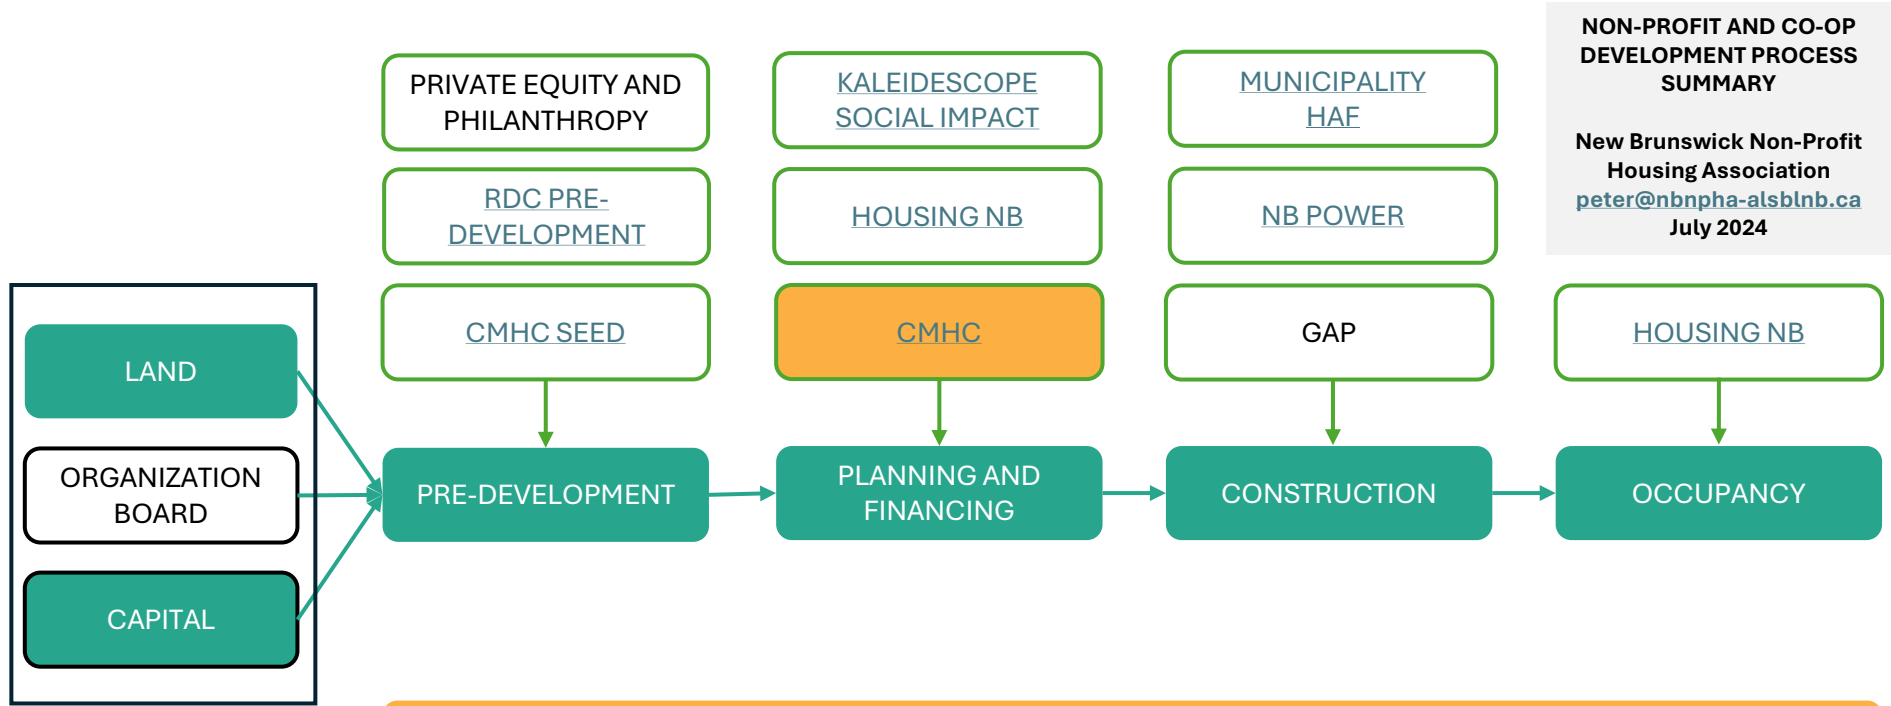 NON-PROFIT AND CO-OP
DEVELOPMENT PROCESS
SUMMARY
New Brunswick Non-Profit
Housing Association
peter@nbnpha-alsblnb.ca
July 2024
PRIVATE EQUITY AND
PHILANTHROPY
KALEIDESCOPE
SOCIAL IMPACT
MUNICIPALITY
HAF
RDC PRE-
DEVELOPMENT
HOUSING NB
NB POWER
CMHC SEED
CMHC
GAP
HOUSING NB
LAND
ORGANIZATION
BOARD
CAPITAL
PRE-DEVELOPMENT
PLANNING AND
FINANCING
CONSTRUCTION
OCCUPANCY